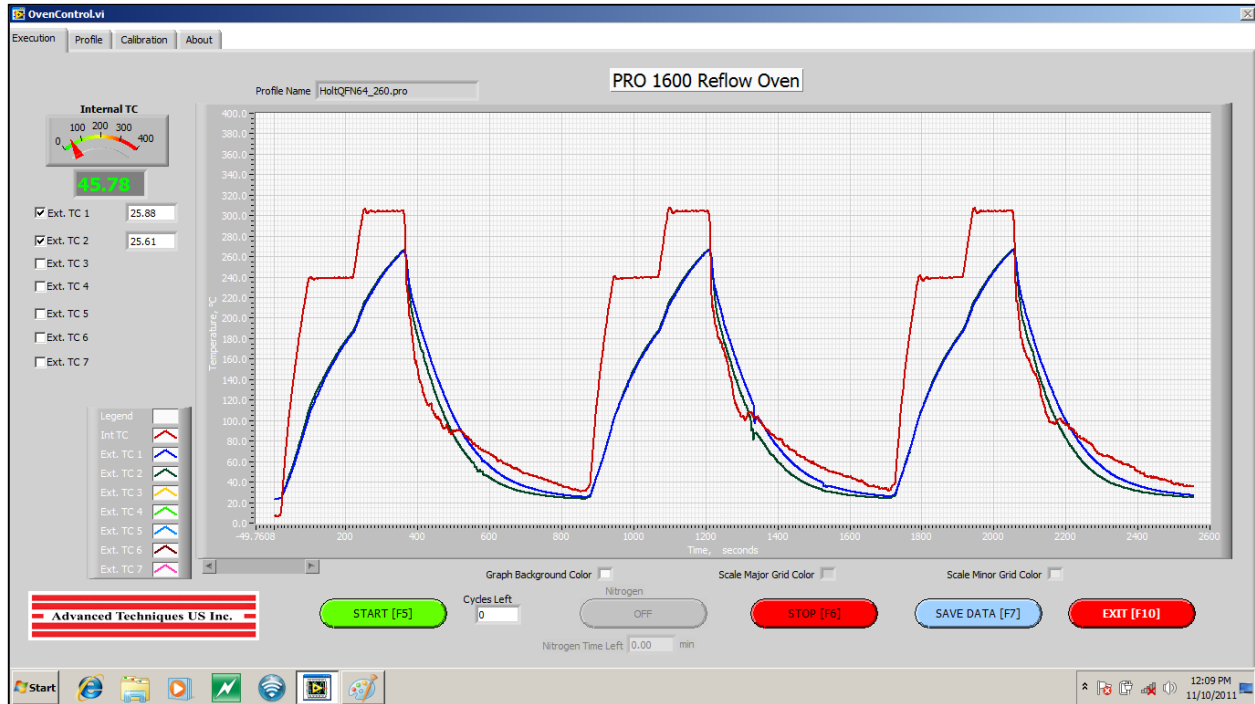 OvenControl.vi
Execution
Profile
Calibration
About
PRO 1600 Reflow Oven
Profile Name HoltQFN64_260.pro
Internal TC
0 100 200 300 400
45.78
Ext. TC 1 25.88
Ext. TC 2 25.61
Ext. TC 3
Ext. TC 4
Ext. TC 5
Ext. TC 6
Ext. TC 7
Legend
Int TC
Ext. TC 1
Ext. TC 2
Ext. TC 3
Ext. TC 4
Ext. TC 5
Ext. TC 6
Ext. TC 7
Temperature, °C
400.0
380.0
360.0
340.0
320.0
300.0
280.0
260.0
240.0
220.0
200.0
180.0
160.0
140.0
120.0
100.0
80.0
60.0
40.0
20.0
0.0
-49.7608 200 400 600 800 1000 1200 1400 1600 1800 2000 2200 2400 2600
Time, seconds
Graph Background Color
Scale Major Grid Color
Scale Minor Grid Color
Advanced Techniques US Inc.
START [F5]
Cycles Left
0
Nitrogen
OFF
Nitrogen Time Left 0.00 min
STOP [F6]
SAVE DATA [F7]
EXIT [F10]
Start
12:09 PM
11/10/2011